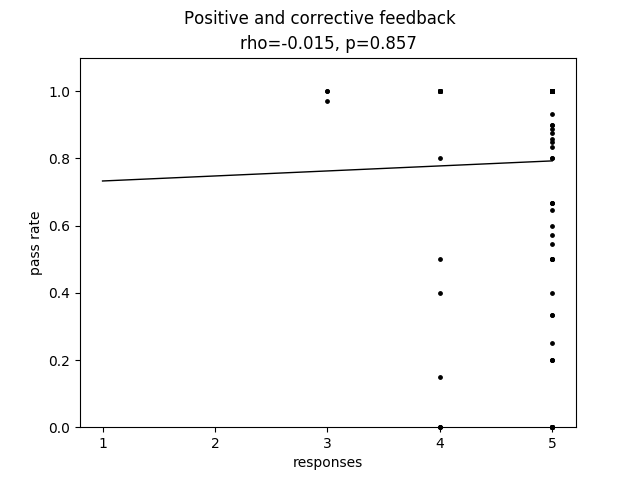 Positive and corrective feedback
rho=-0.015, p=0.857
1.0
0.8
0.6
0.4
0.2
0.0
pass rate
1 2 3 4 5
responses